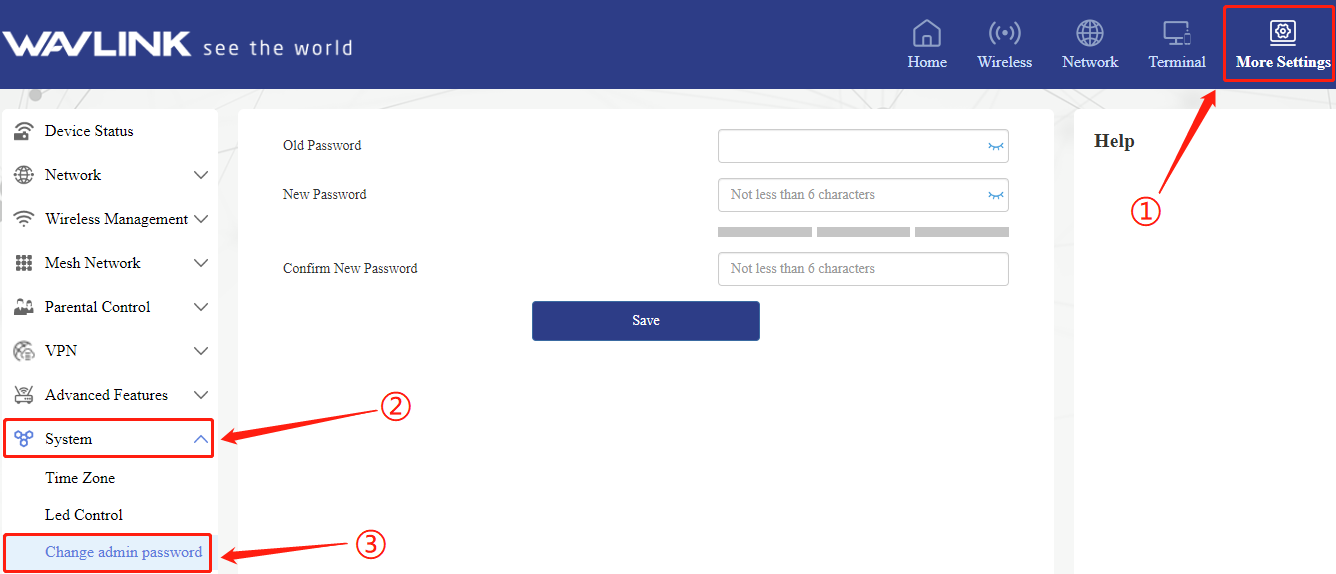 WAVLINK see the world
Home
Wireless
Network
Terminal
More Settings
①
Device Status
Network
Wireless Management
Mesh Network
Parental Control
VPN
Advanced Features
System
②
Time Zone
Led Control
Change admin password
③
Old Password
New Password
Not less than 6 characters
Confirm New Password
Not less than 6 characters
Save
Help